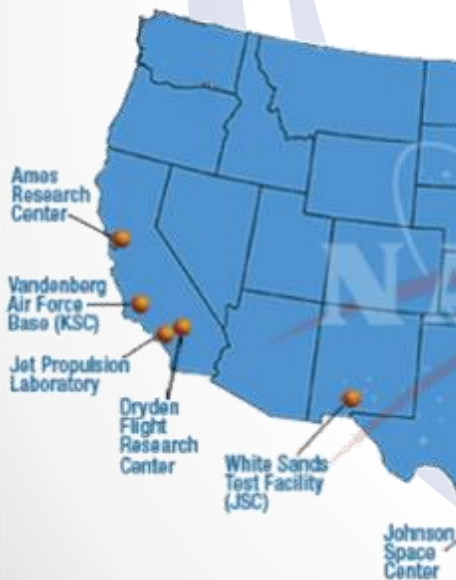 Ames
Research
Center
Vandenberg
Air Force
Base (KSC)
Jet Propulsion
Laboratory
Dryden
Flight
Research
Center
White Sands
Test Facility
(JSC)
Johnson
Space
Center
NA